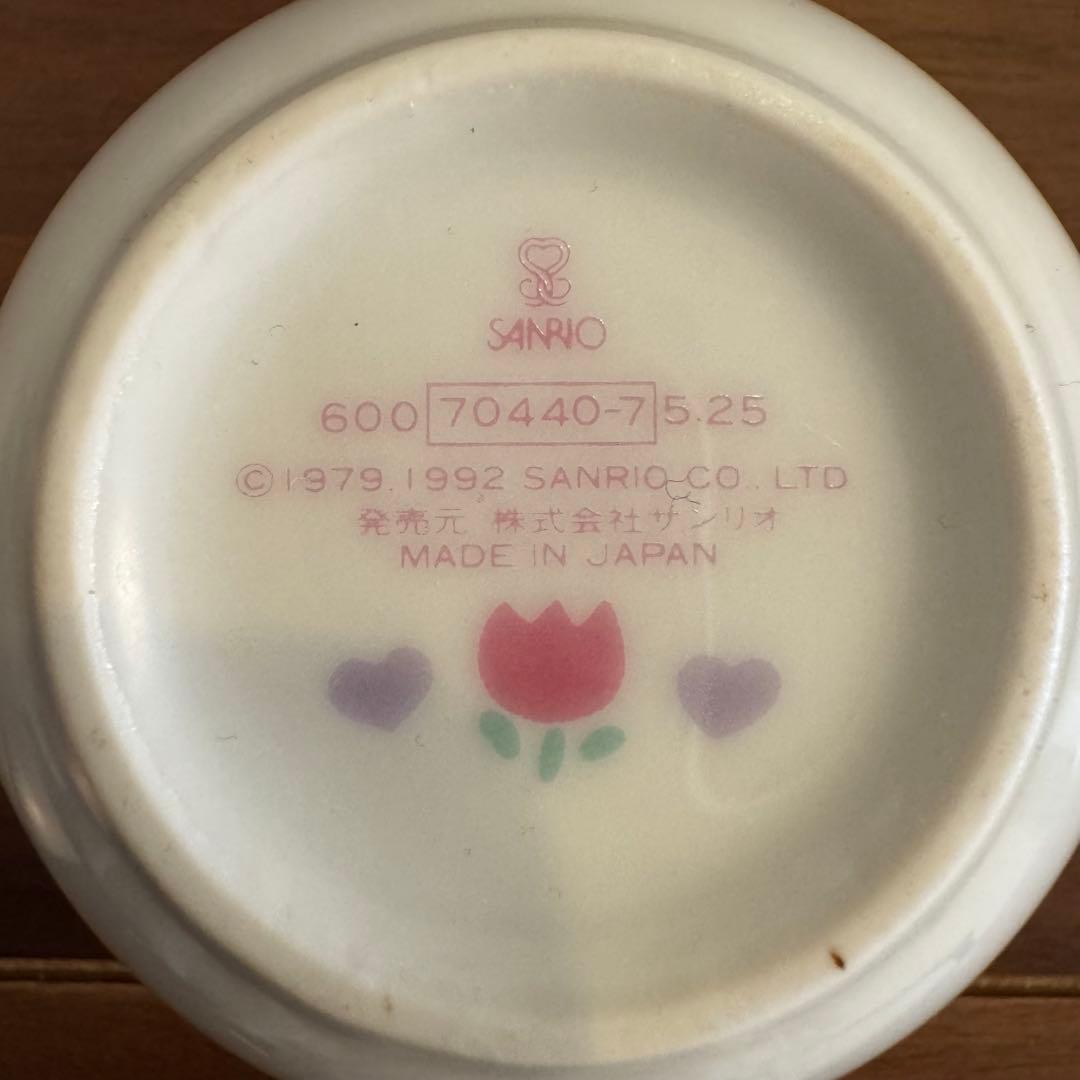 SANRIO
600 70440-7 5.25
©1979.1992 SANRIO CO., LTD
発売元 株式会社サンリオ
MADE IN JAPAN